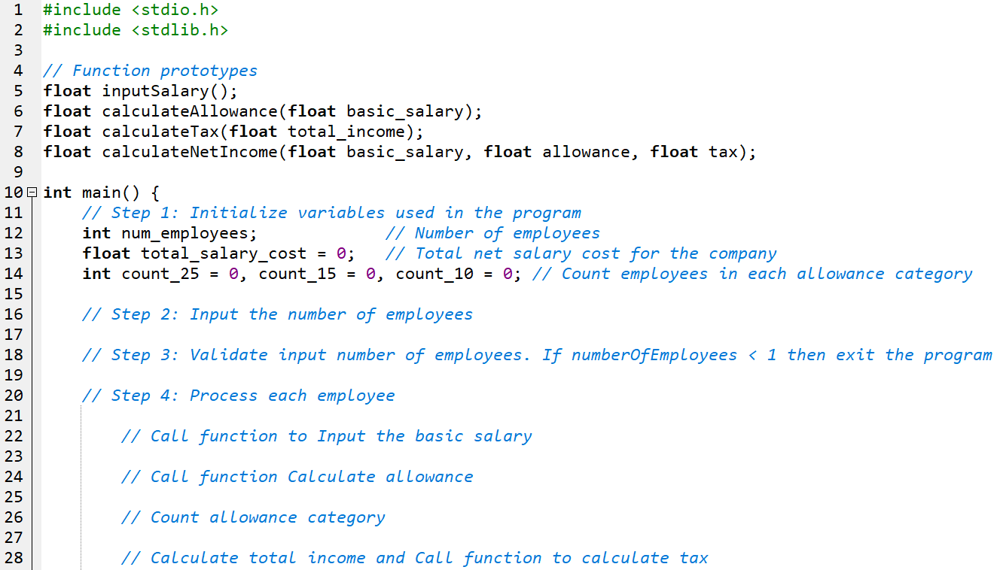 1 #include <stdio.h>
2 #include <stdlib.h>
3
4 // Function prototypes
5 float inputSalary();
6 float calculateAllowance(float basic_salary);
7 float calculateTax(float total_income);
8 float calculateNetIncome(float basic_salary, float allowance, float tax);
9
10 int main() {
11 // Step 1: Initialize variables used in the program
12 int num_employees; // Number of employees
13 float total_salary_cost = 0; // Total net salary cost for the company
14 int count_25 = 0, count_15 = 0, count_10 = 0; // Count employees in each allowance category
15
16 // Step 2: Input the number of employees
17
18 // Step 3: Validate input number of employees. If numberOfEmployees < 1 then exit the program
19
20 // Step 4: Process each employee
21
22 // Call function to Input the basic salary
23
24 // Call function Calculate allowance
25
26 // Count allowance category
27
28 // Calculate total income and Call function to calculate tax